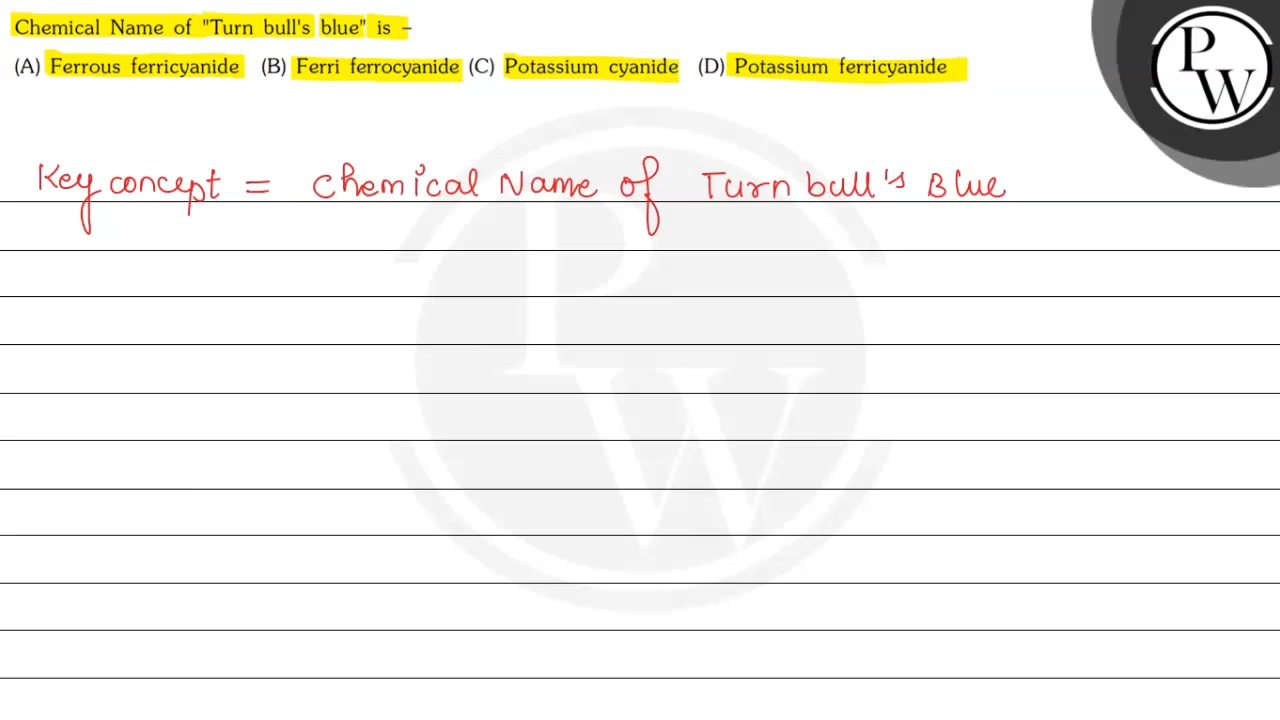 Chemical Name of "Turn bull's blue" is -
(A) Ferrous ferricyanide (B) Ferri ferrocyanide (C) Potassium cyanide (D) Potassium ferricyanide
P
W
Key concept = Chemical Name of Turn bull's Blue
P
W